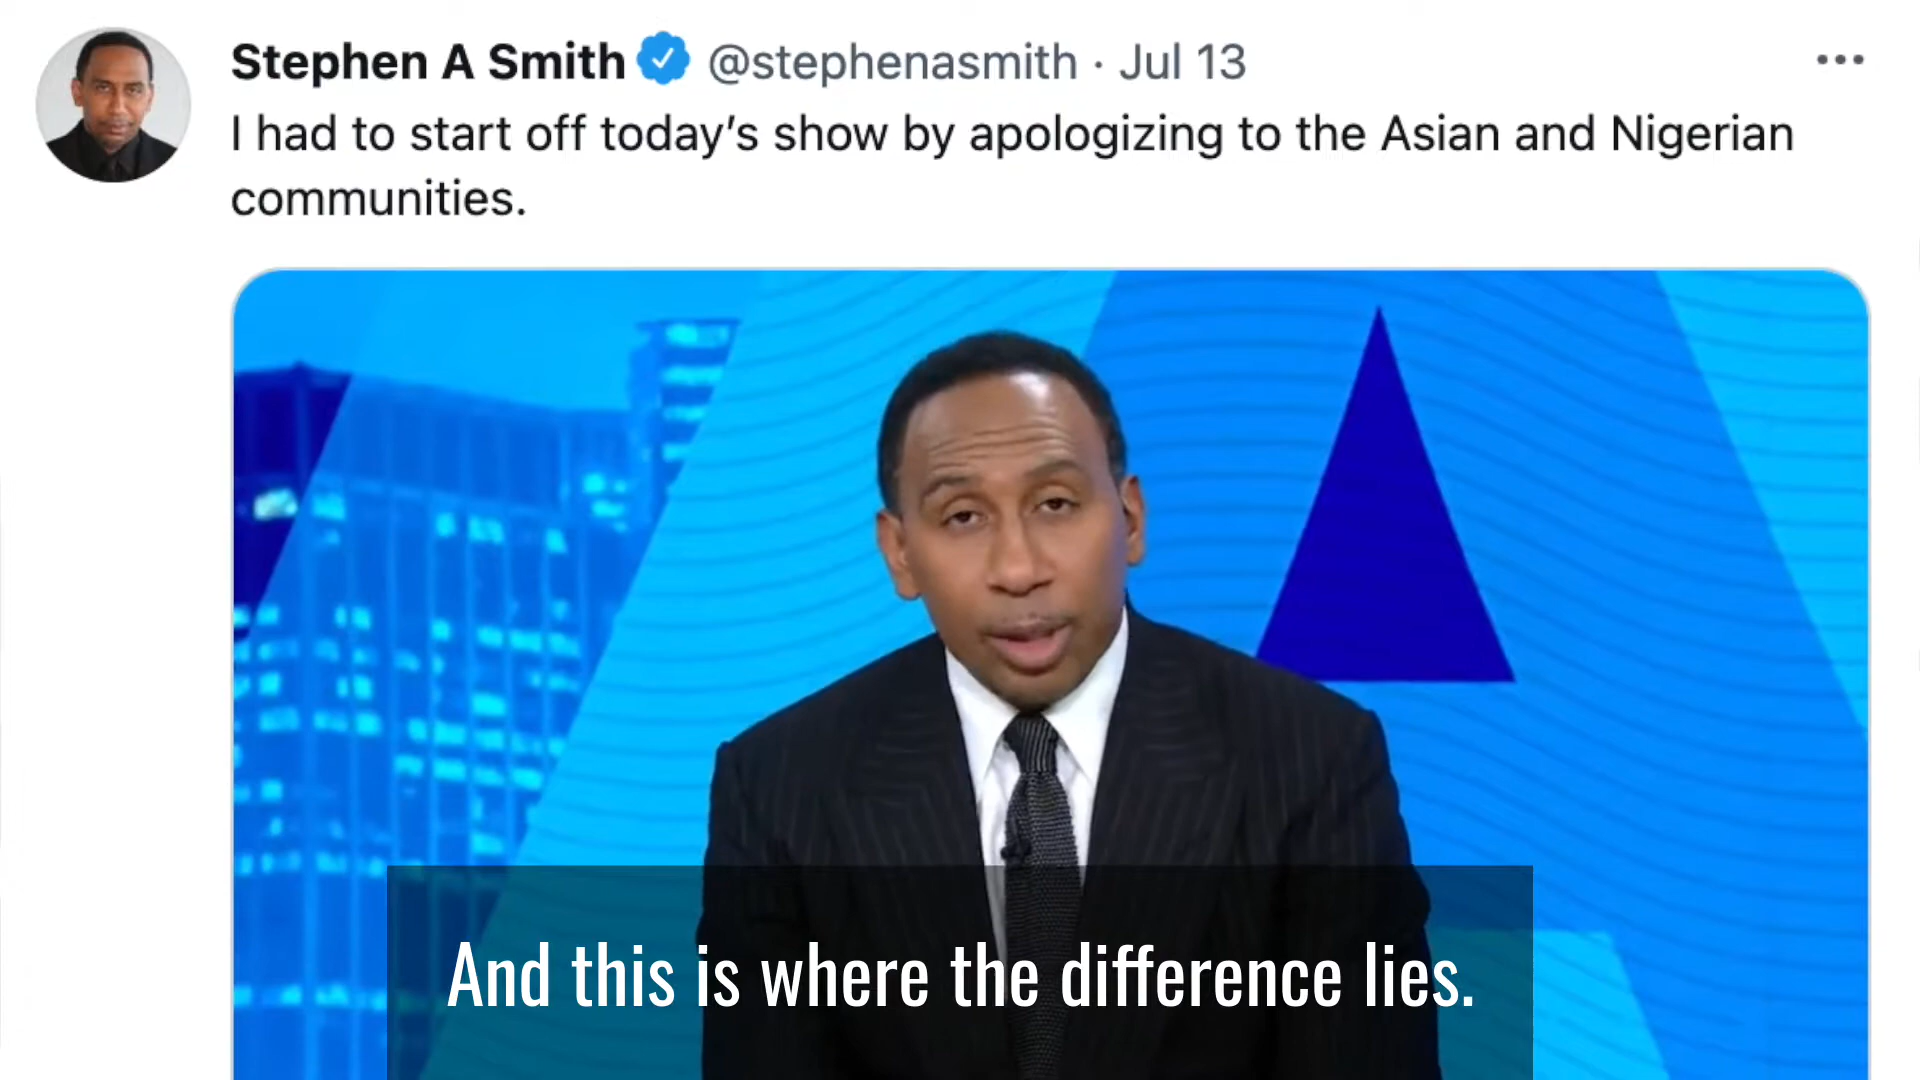 Stephen A Smith @stephenasmith · Jul 13
I had to start off today's show by apologizing to the Asian and Nigerian
communities.
And this is where the difference lies.